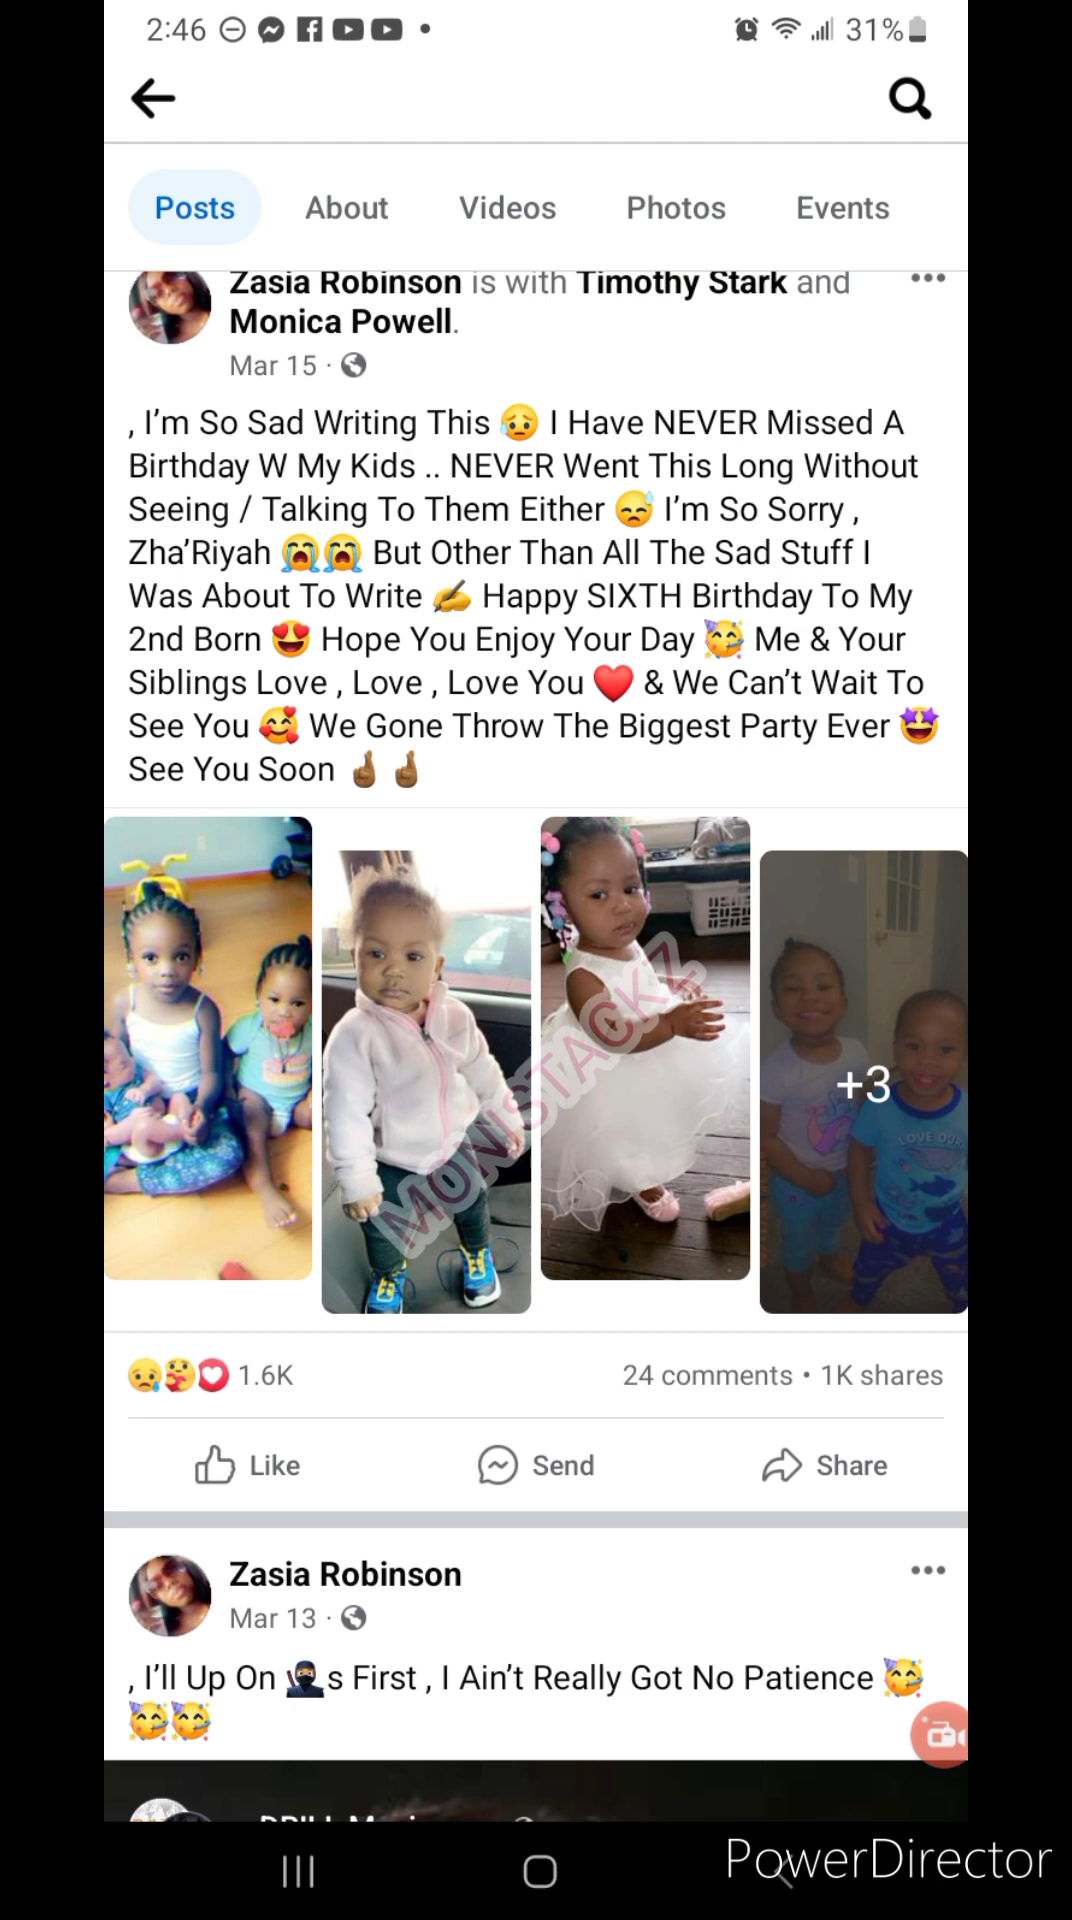 2:46 31%
Posts About Videos Photos Events
Zasia Robinson is with Timothy Stark and
Monica Powell.
Mar 15 ·
, I’m So Sad Writing This 😥 I Have NEVER Missed A
Birthday W My Kids .. NEVER Went This Long Without
Seeing / Talking To Them Either 😓 I’m So Sorry ,
Zha’Riyah 😭😭 But Other Than All The Sad Stuff I
Was About To Write ✍🏾 Happy SIXTH Birthday To My
2nd Born 😍 Hope You Enjoy Your Day 🥳 Me & Your
Siblings Love , Love , Love You ❤️ & We Can’t Wait To
See You 🥰 We Gone Throw The Biggest Party Ever 🤩
See You Soon 🤞🏾🤞🏾
MONISTACKZ
+3
LOVE OUR
1.6K 24 comments • 1K shares
Like Send Share
Zasia Robinson
Mar 13 ·
, I’ll Up On 🥷s First , I Ain’t Really Got No Patience 🥳
🥳🥳
PowerDirector